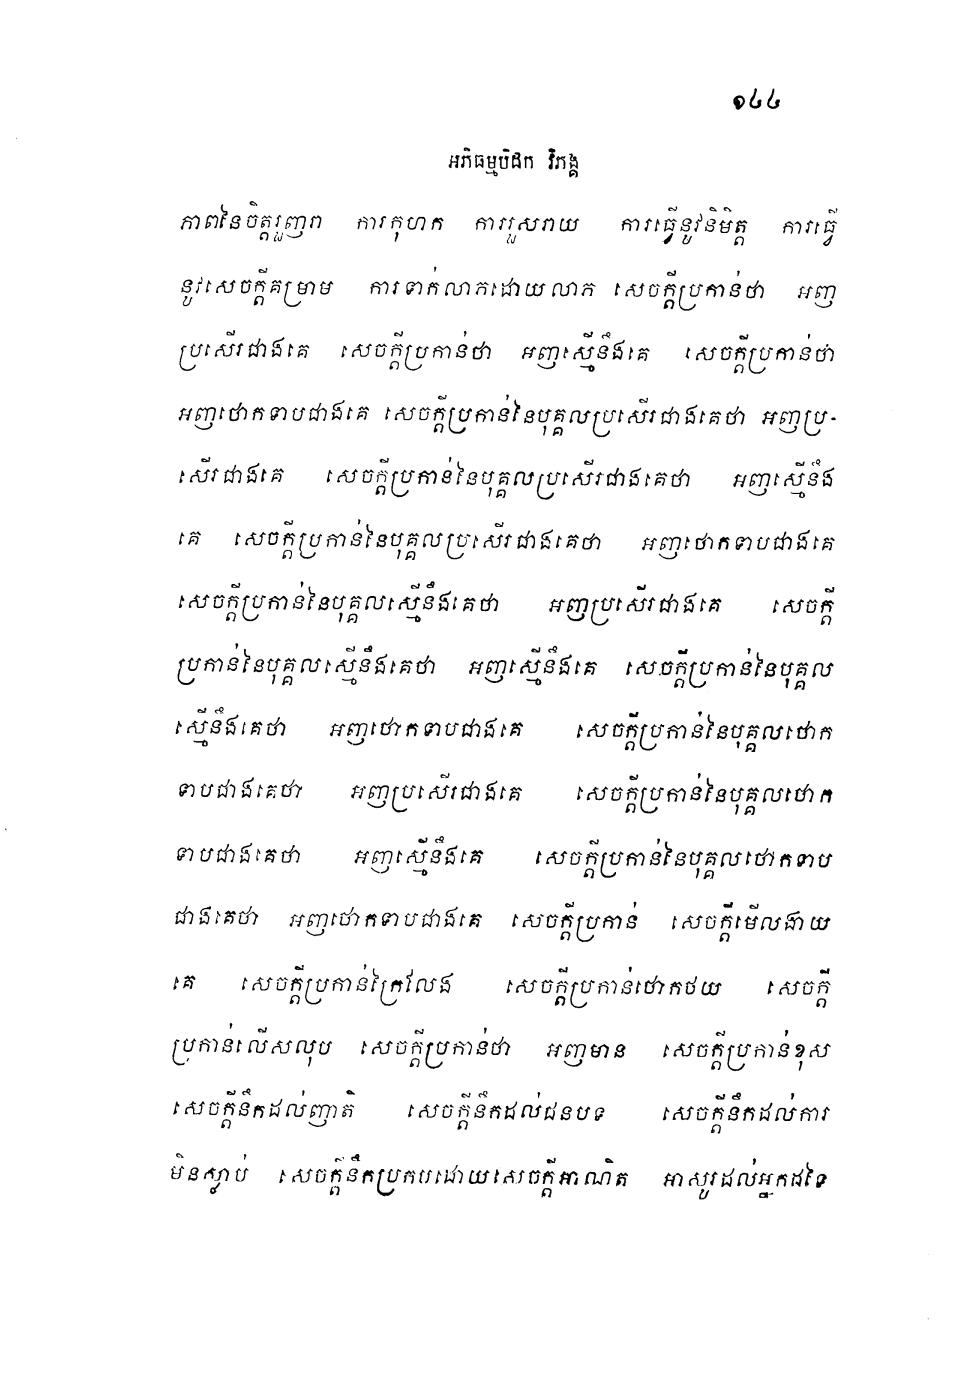 ១៤៤
អភិធម្មបិដក វិភង្គ
ភាពនៃចិត្តរួញរា ការកុហក ការរួសរាយ ការធ្វើនូវនិមិត្ត ការធ្វើ
នូវសេចក្តីគម្រាម ការទាក់លាភដោយលាភ សេចក្តីប្រកាន់ថា អញ
ប្រសើរជាងគេ សេចក្តីប្រកាន់ថា អញស្មើនឹងគេ សេចក្តីប្រកាន់ថា
អញថោកទាបជាងគេ សេចក្តីប្រកាន់នៃបុគ្គលប្រសើរជាងគេថា អញប្រ-
សើរជាងគេ សេចក្តីប្រកាន់នៃបុគ្គលប្រសើរជាងគេថា អញស្មើនឹង
គេ សេចក្តីប្រកាន់នៃបុគ្គលប្រសើរជាងគេថា អញថោកទាបជាងគេ
សេចក្តីប្រកាន់នៃបុគ្គលស្មើនឹងគេថា អញប្រសើរជាងគេ សេចក្តី
ប្រកាន់នៃបុគ្គលស្មើនឹងគេថា អញស្មើនឹងគេ សេចក្តីប្រកាន់នៃបុគ្គល
ស្មើនឹងគេថា អញថោកទាបជាងគេ សេចក្តីប្រកាន់នៃបុគ្គលថោក
ទាបជាងគេថា អញប្រសើរជាងគេ សេចក្តីប្រកាន់នៃបុគ្គលថោក
ទាបជាងគេថា អញស្មើនឹងគេ សេចក្តីប្រកាន់នៃបុគ្គលថោកទាប
ជាងគេថា អញថោកទាបជាងគេ សេចក្តីប្រកាន់ សេចក្តីមើលងាយ
គេ សេចក្តីប្រកាន់ក្រៃលែង សេចក្តីប្រកាន់ថោកថយ សេចក្តី
ប្រកាន់លើសលុប សេចក្តីប្រកាន់ថា អញមាន សេចក្តីប្រកាន់ខុស
សេចក្តីនឹកដល់ញាតិ សេចក្តីនឹកដល់ជនបទ សេចក្តីនឹកដល់ការ
មិនស្លាប់ សេចក្តីនឹកប្រកបដោយសេចក្តីអាណិត អាសូរដល់អ្នកដទៃ